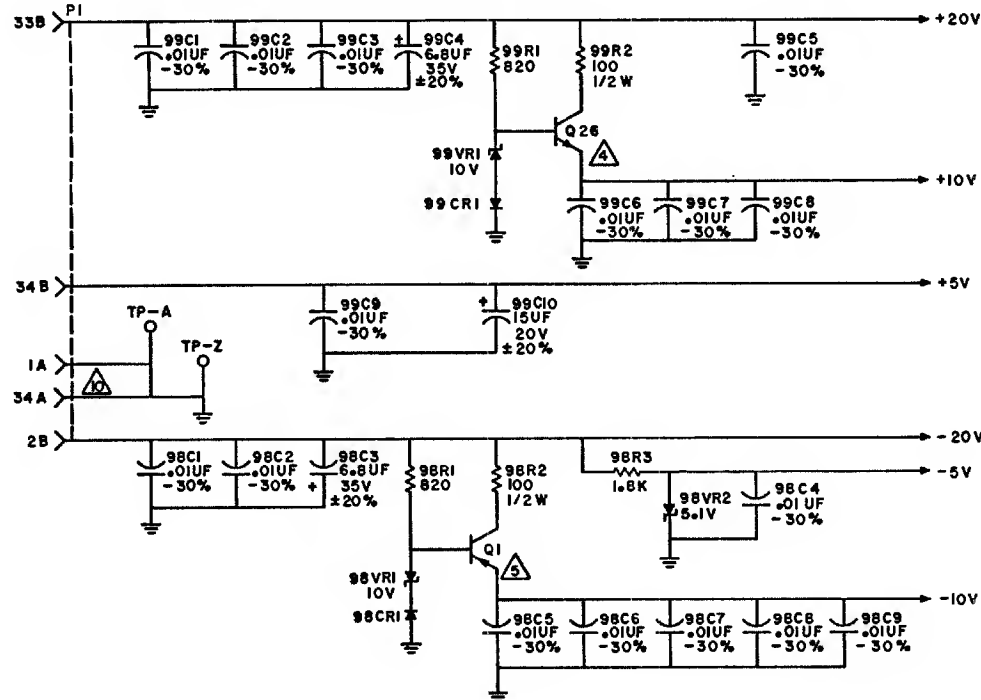 33B
P1
+20V
99C1
.01UF
-30%
99C2
.01UF
-30%
99C3
.01UF
-30%
+
99C4
6.8UF
35V
±20%
99R1
820
99R2
100
1/2W
99C5
.01UF
-30%
Q26
4
99VR1
10V
99CR1
+10V
99C6
.01UF
-30%
99C7
.01UF
-30%
99C8
.01UF
-30%
34B
+5V
99C9
.01UF
-30%
+
99C10
15UF
20V
±20%
TP-A
TP-Z
1A
10
34A
2B
-20V
98C1
.01UF
-30%
98C2
.01UF
-30%
98C3
6.8UF
35V
+
±20%
98R1
820
98R2
100
1/2W
98R3
1.8K
-5V
98VR2
5.1V
98C4
.01UF
-30%
Q1
5
98VR1
10V
98CR1
-10V
98C5
.01UF
-30%
98C6
.01UF
-30%
98C7
.01UF
-30%
98C8
.01UF
-30%
98C9
.01UF
-30%